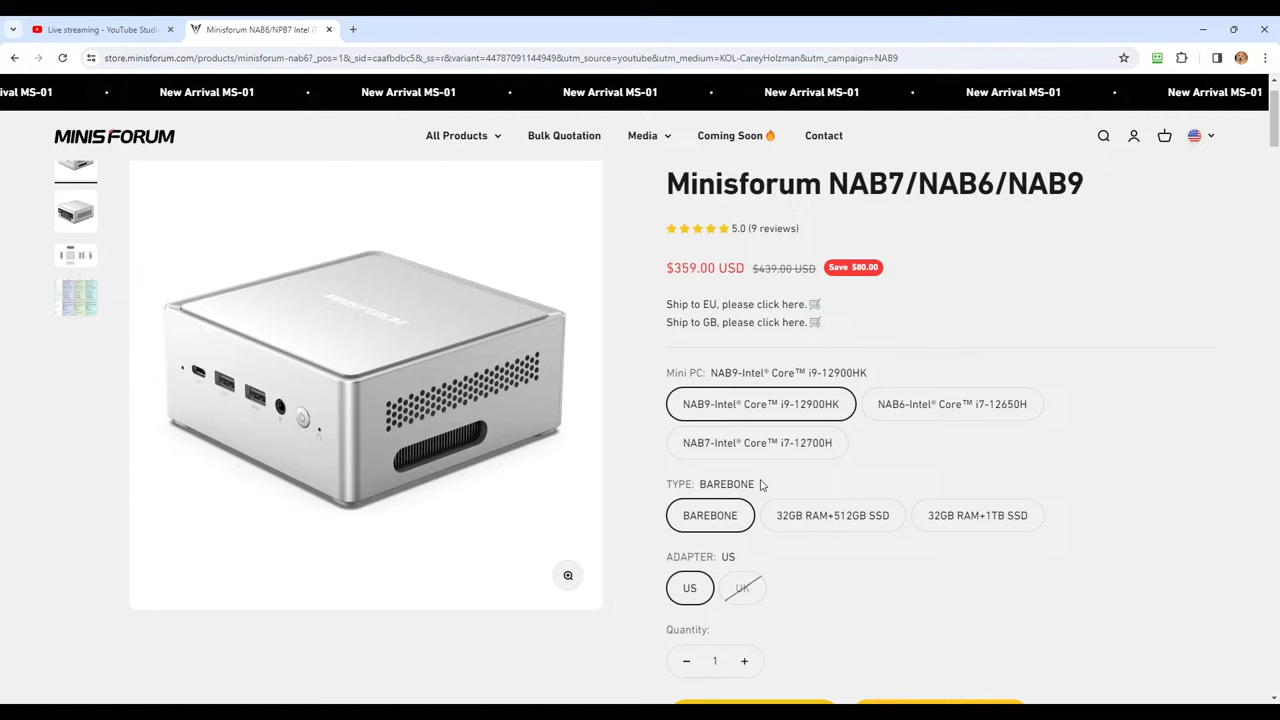 Live streaming - YouTube Studi
Minisforum NAB6/NPB7 Intel i7
store.minisforum.com/products/minisforum-nab6?_pos=1&_sid=caafbdbc5&_ss=r&variant=44787091144949&utm_source=youtube&utm_medium=KOL-CareyHolzman&utm_campaign=NAB9
ival MS-01 • New Arrival MS-01 • New Arrival MS-01 • New Arrival MS-01 • New Arrival MS-01 • New Arrival MS-01 • New Arrival MS-01
MINISFORUM
All Products Bulk Quotation Media Coming Soon🔥 Contact
Minisforum NAB7/NAB6/NAB9
5.0 (9 reviews)
$359.00 USD $439.00 USD Save $80.00
Ship to EU, please click here.🛒
Ship to GB, please click here.🛒
Mini PC: NAB9-Intel® Core™ i9-12900HK
NAB9-Intel® Core™ i9-12900HK NAB6-Intel® Core™ i7-12650H
NAB7-Intel® Core™ i7-12700H
TYPE: BAREBONE
BAREBONE 32GB RAM+512GB SSD 32GB RAM+1TB SSD
ADAPTER: US
US UK
Quantity:
1